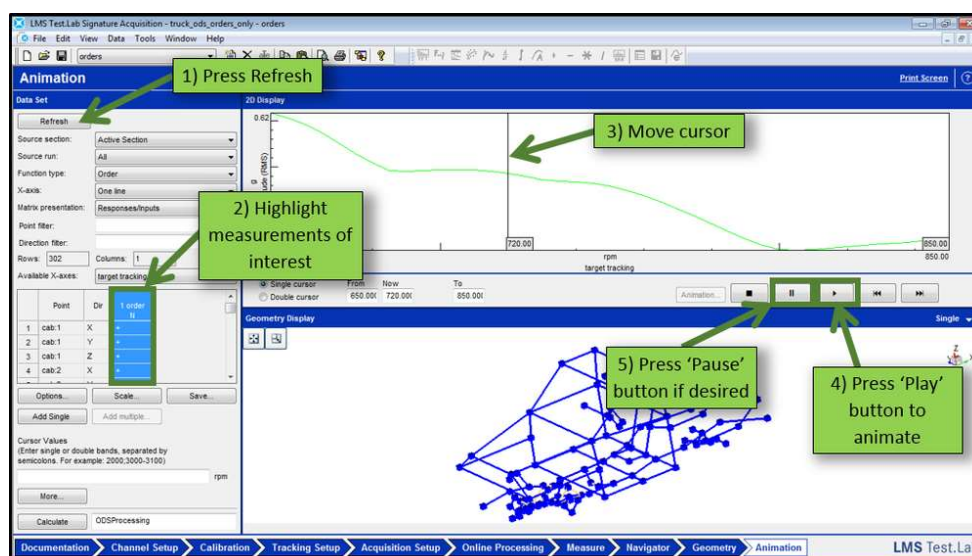 LMS Test.Lab Signature Acquisition - truck_ods_orders_only - orders
File Edit View Data Tools Window Help
orders
Animation
Print Screen
1) Press Refresh
Data Set
2D Display
Refresh
Source section: Active Section
Source run: All
Function type: Order
X-axis: One line
Matrix presentation: Responses/Inputs
Point filter:
Direction filter:
Rows: 302 Columns: 1
Available X-axes: target tracking
2) Highlight
measurements of
interest
0.62
g
(RMS)
3) Move cursor
720.00
850.00
rpm
850.00
target tracking
Single cursor
Double cursor
From Now To
650.00( 720.00( 850.00(
Animation...
Point Dir 1 order
N
1 cab:1 X +
2 cab:1 Y +
3 cab:1 Z +
4 cab:2 X +
Geometry Display
Single
Z
5) Press 'Pause'
button if desired
4) Press 'Play'
button to
animate
Options... Scale... Save...
Add Single Add multiple...
Cursor Values
(Enter single or double bands, separated by
semicolons. For example: 2000;3000-3100)
rpm
More...
Calculate ODSProcessing
Documentation Channel Setup Calibration Tracking Setup Acquisition Setup Online Processing Measure Navigator Geometry Animation
LMS Test.La